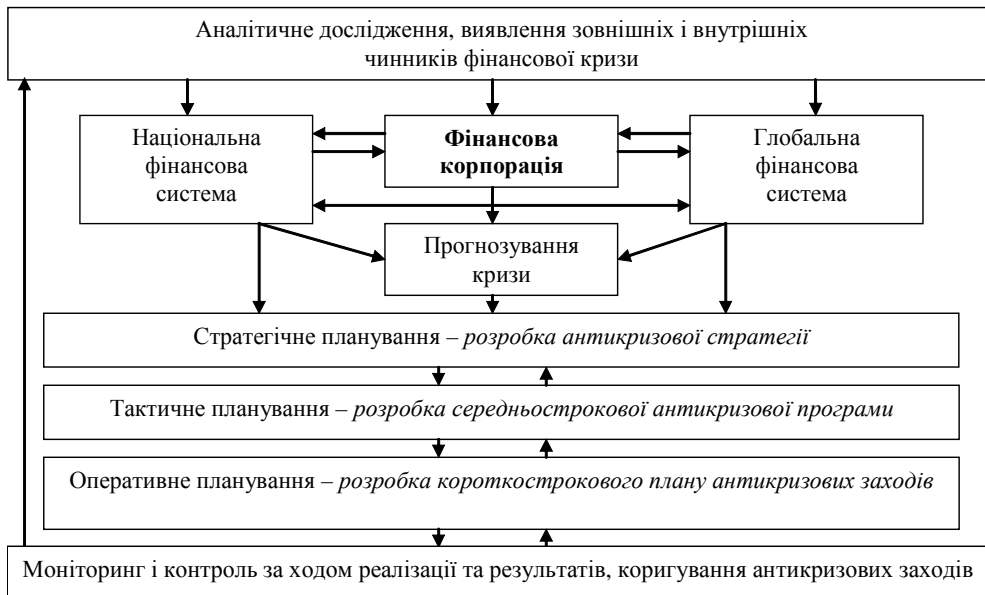 Аналітичне дослідження, виявлення зовнішніх і внутрішніх
чинників фінансової кризи
Національна
фінансова
система
Фінансова
корпорація
Глобальна
фінансова
система
Прогнозування
кризи
Стратегічне планування – розробка антикризової стратегії
Тактичне планування – розробка середньострокової антикризової програми
Оперативне планування – розробка короткострокового плану антикризових заходів
Моніторинг і контроль за ходом реалізації та результатів, коригування антикризових заходів